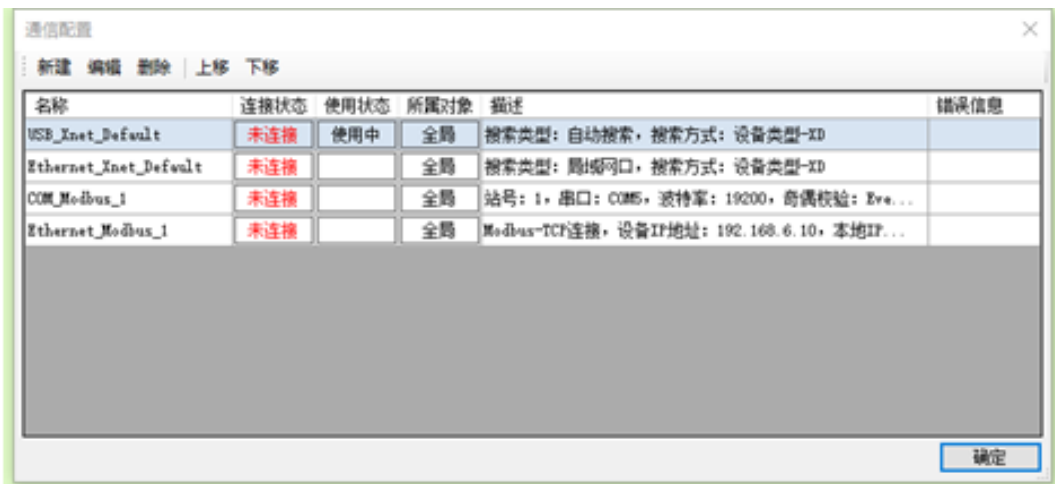 通信配置
新建 编辑 删除 上移 下移
名称 连接状态 使用状态 所属对象 描述 错误信息
USB_Xnet_Default 未连接 使用中 全局 搜索类型：自动搜索，搜索方式：设备类型-XD
Ethernet_Xnet_Default 未连接 全局 搜索类型：局域网口，搜索方式：设备类型-XD
COM_Modbus_1 未连接 全局 站号：1，串口：COM5，波特率：19200，奇偶校验：Eve...
Ethernet_Modbus_1 未连接 全局 Modbus-TCP连接，设备IP地址：192.168.6.10，本地IP...
确定